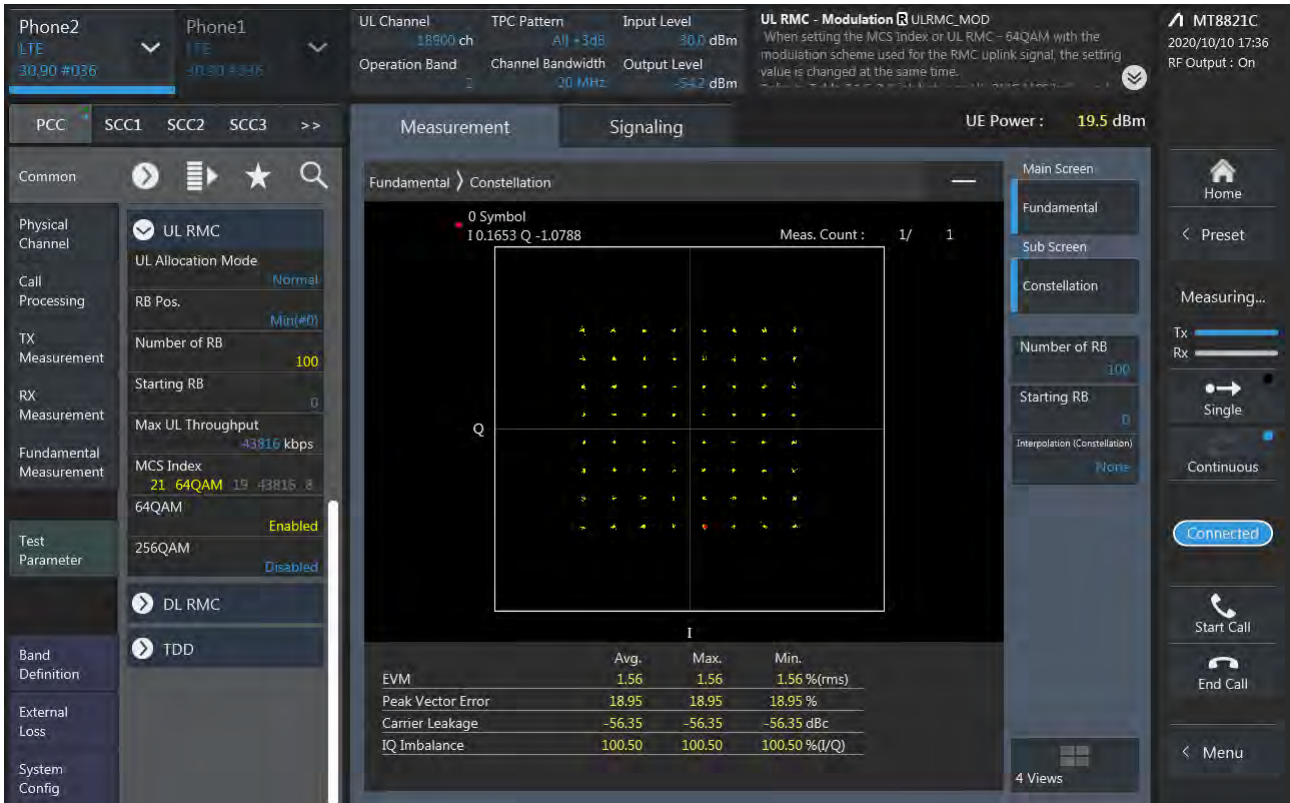 Phone2
LTE
30.90 #036
Phone1
LTE
UL Channel
18900 ch
Operation Band
2
TPC Pattern
All +3dB
Channel Bandwidth
20 MHz
Input Level
30.0 dBm
Output Level
-54.2 dBm
UL RMC - Modulation R ULRMC_MOD
When setting the MCS Index or UL RMC - 64QAM with the
modulation scheme used for the RMC uplink signal, the setting
value is changed at the same time.
MT8821C
2020/10/10 17:36
RF Output : On
PCC SCC1 SCC2 SCC3 >>
Measurement
Signaling
UE Power : 19.5 dBm
Common
Physical
Channel
Call
Processing
TX
Measurement
RX
Measurement
Fundamental
Measurement
Test
Parameter
Band
Definition
External
Loss
System
Config
UL RMC
UL Allocation Mode
Normal
RB Pos.
Min(#0)
Number of RB
100
Starting RB
0
Max UL Throughput
43816 kbps
MCS Index
21 64QAM 19 43816 8
64QAM
Enabled
256QAM
Disabled
DL RMC
TDD
Fundamental Constellation
0 Symbol
I 0.1653 Q -1.0788
Meas. Count : 1/ 1
Q
I
Avg. Max. Min.
EVM 1.56 1.56 1.56 %(rms)
Peak Vector Error 18.95 18.95 18.95 %
Carrier Leakage -56.35 -56.35 -56.35 dBc
IQ Imbalance 100.50 100.50 100.50 %(I/Q)
Main Screen
Fundamental
Sub Screen
Constellation
Number of RB
100
Starting RB
0
Interpolation (Constellation)
None
4 Views
Home
< Preset
Measuring...
Tx
Rx
Single
Continuous
Connected
Start Call
End Call
< Menu